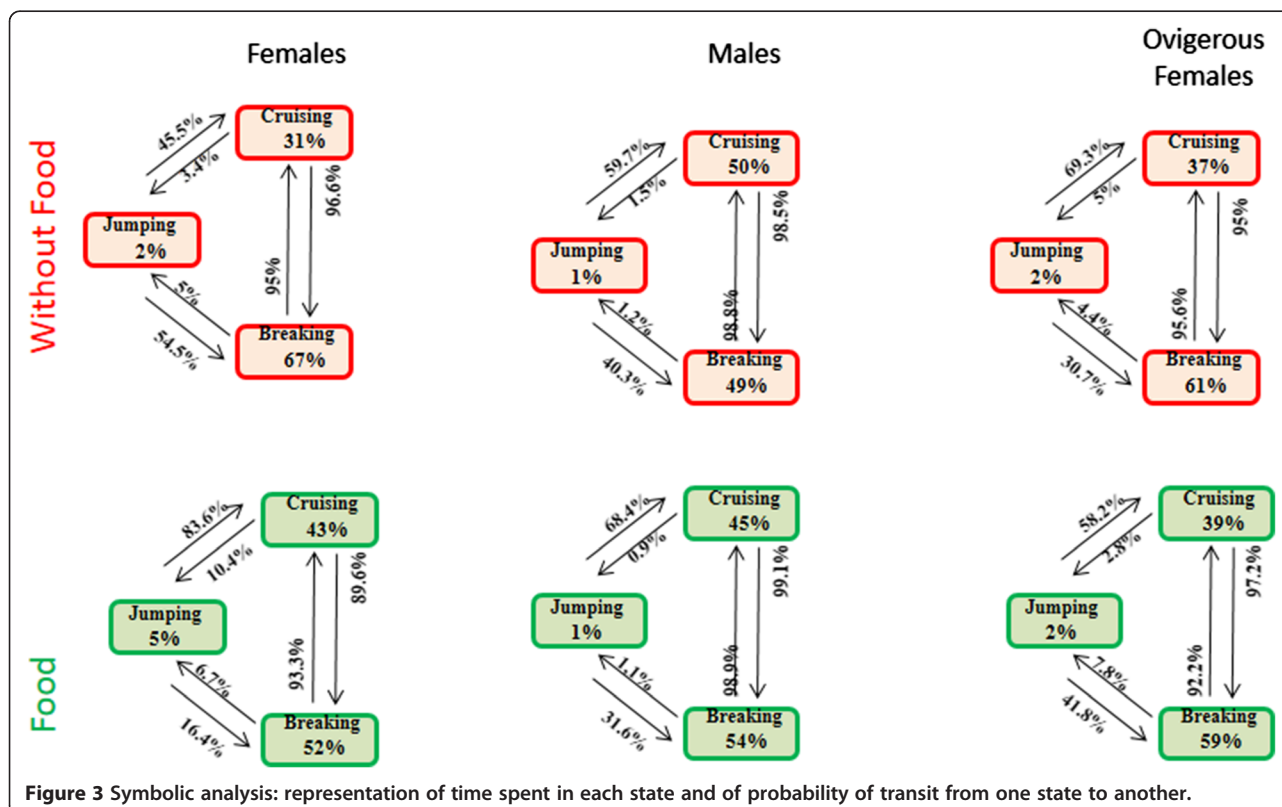 Females
Males
Ovigerous
Females
Without Food
Cruising
31%
45.5%
3.4%
96.6%
95%
Jumping
2%
5%
54.5%
Breaking
67%
Cruising
50%
59.7%
1.5%
98.5%
98.8%
Jumping
1%
1.2%
40.3%
Breaking
49%
Cruising
37%
69.3%
5%
95%
95.6%
Jumping
2%
4.4%
30.7%
Breaking
61%
Food
Cruising
43%
83.6%
10.4%
89.6%
93.3%
Jumping
5%
6.7%
16.4%
Breaking
52%
Cruising
45%
68.4%
0.9%
99.1%
98.9%
Jumping
1%
1.1%
31.6%
Breaking
54%
Cruising
39%
58.2%
2.8%
97.2%
92.2%
Jumping
2%
7.8%
41.8%
Breaking
59%
Figure 3 Symbolic analysis: representation of time spent in each state and of probability of transit from one state to another.